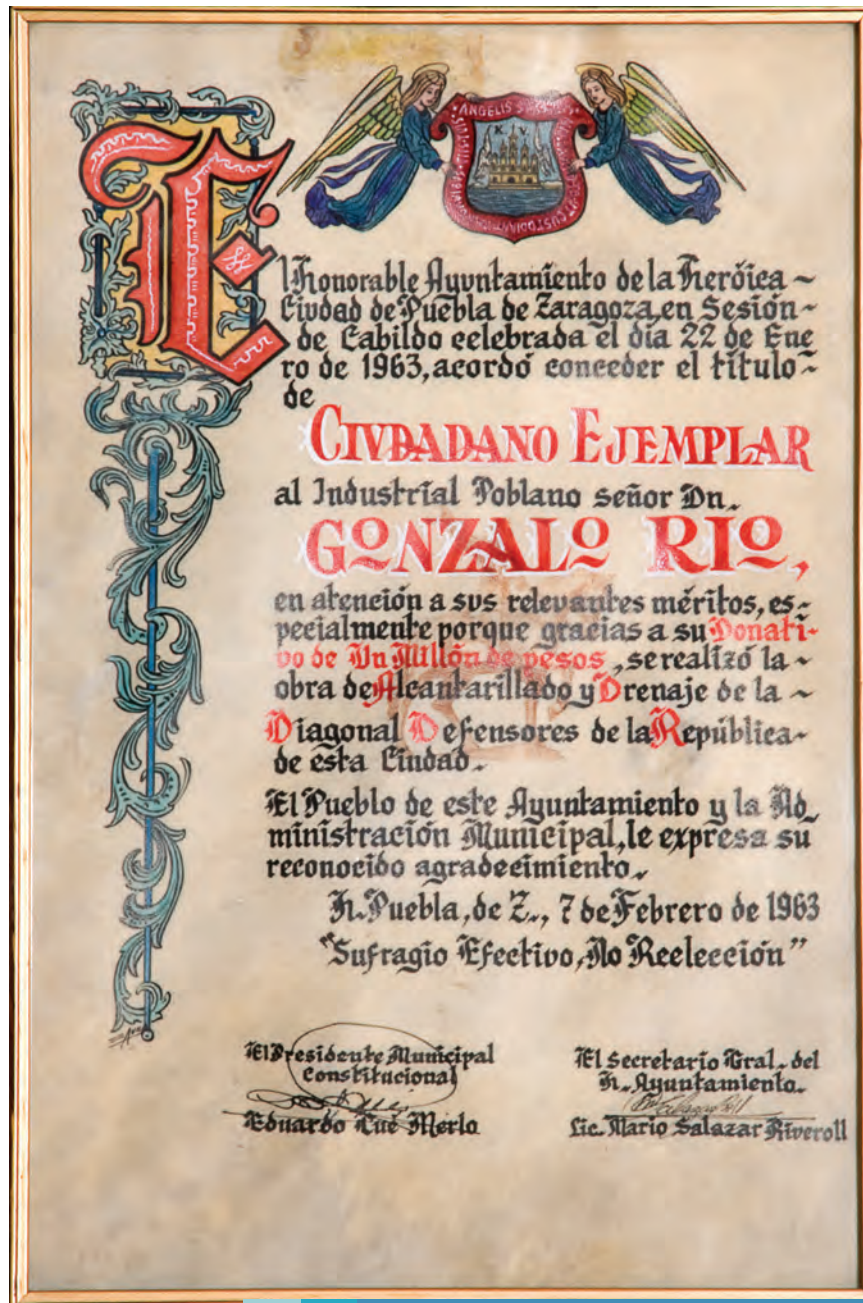 ANGELIS
K. V.
CUSTODIANT
El Honorable Ayuntamiento de la Heróica ~
Ciudad de Puebla de Zaragoza, en Sesión ~
de Cabildo celebrada el día 22 de Ene
ro de 1963, acordó conceder el título ~
de
CIVDADANO EJEMPLAR
al Industrial Poblano señor Dn.
GONZALO RIO,
en atención a sus relevantes méritos, es-
pecialmente porque gracias a su Donati-
vo de Un Millón de pesos, se realizó la ~
obra de Alcantarillado y Drenaje de la ~
Diagonal Defensores de la República ~
de esta Ciudad.
El Pueblo de este Ayuntamiento y la Ad_
ministración Municipal, le expresa su
reconocido agradecimiento.
H. Puebla, de Z., 7 de Febrero de 1963
"Sufragio Efectivo, No Reelección"
El Presidente Municipal
Constitucional
Eduardo Cué Merlo
El Secretario Gral. del
H. Ayuntamiento.
Lic. Mario Salazar Riveroll